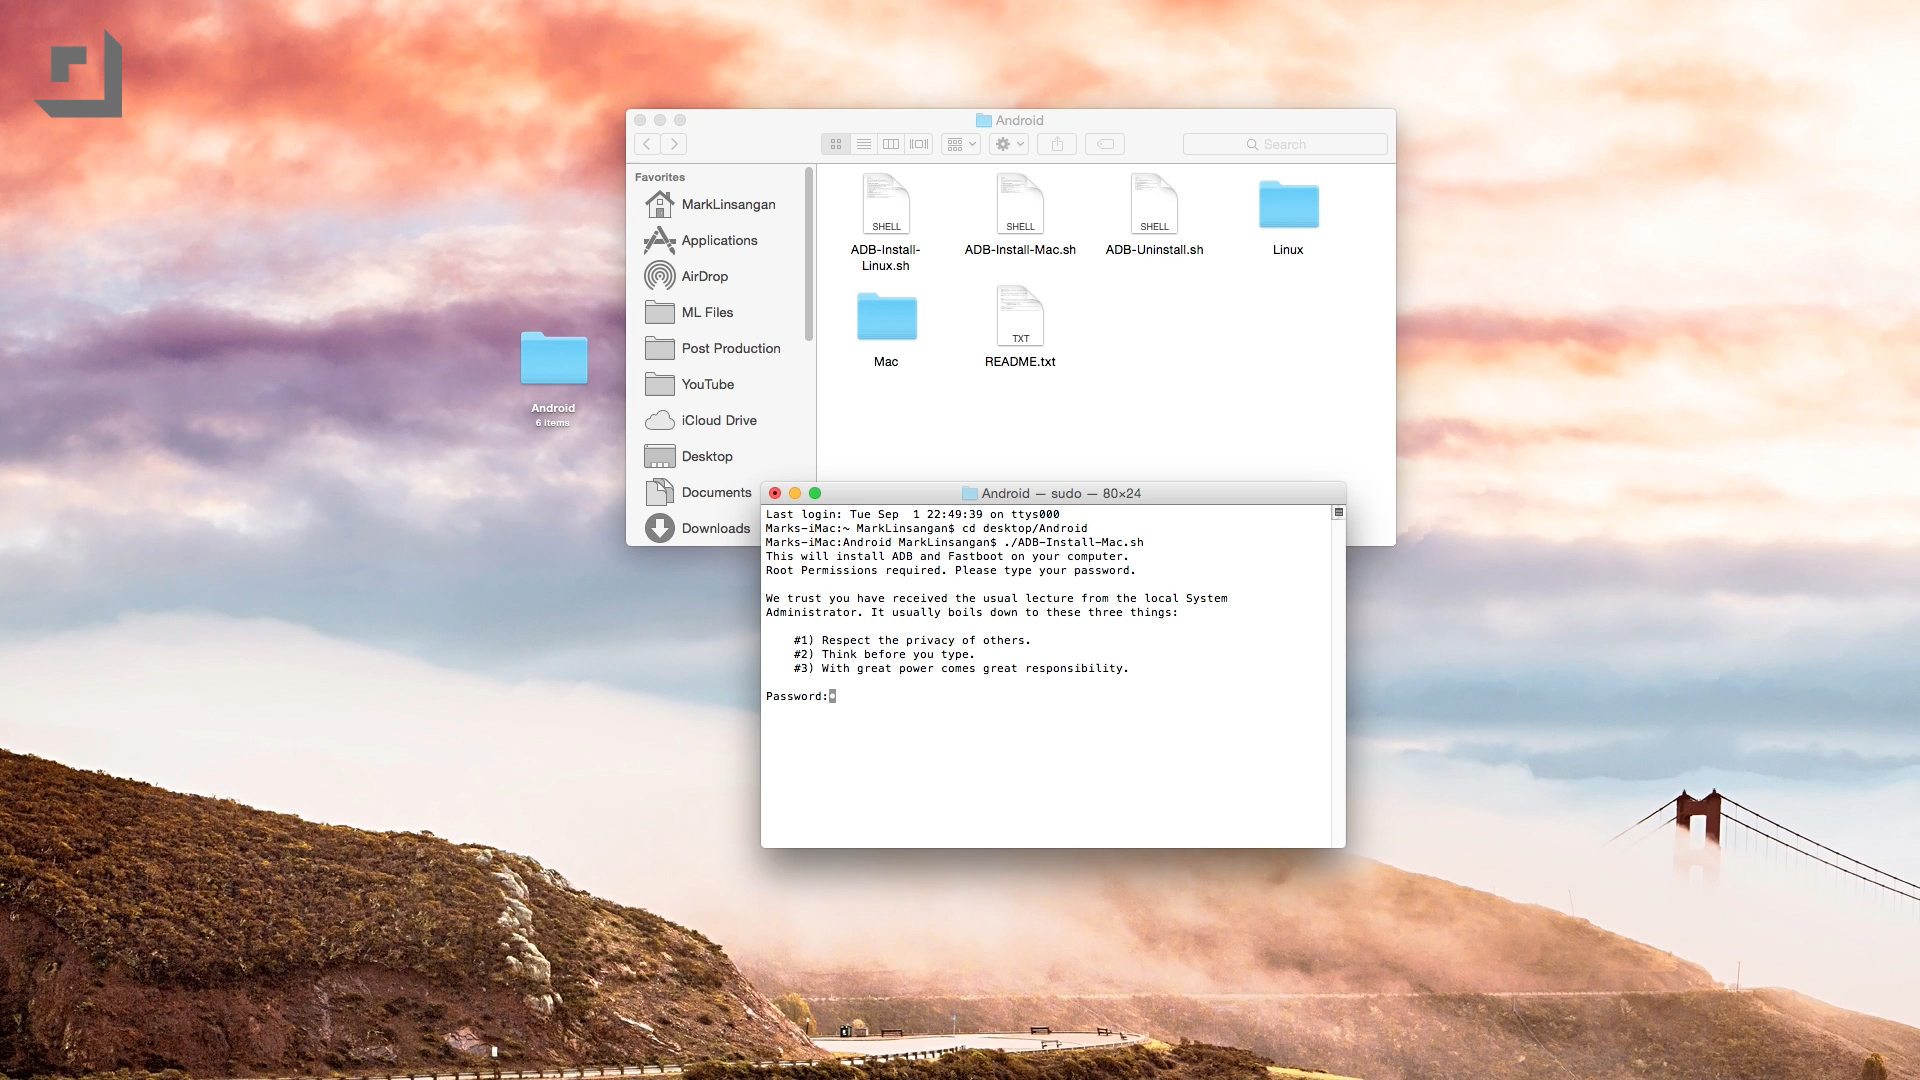 Android
Search
Favorites
MarkLinsangan
Applications
AirDrop
ML Files
Post Production
YouTube
iCloud Drive
Desktop
Documents
Downloads
SHELL
ADB-Install-
Linux.sh
SHELL
ADB-Install-Mac.sh
SHELL
ADB-Uninstall.sh
Linux
Mac
TXT
README.txt
Android
6 items
Android — sudo — 80×24
Last login: Tue Sep  1 22:49:39 on ttys000
Marks-iMac:~ MarkLinsangan$ cd desktop/Android
Marks-iMac:Android MarkLinsangan$ ./ADB-Install-Mac.sh
This will install ADB and Fastboot on your computer.
Root Permissions required. Please type your password.
We trust you have received the usual lecture from the local System
Administrator. It usually boils down to these three things:
#1) Respect the privacy of others.
#2) Think before you type.
#3) With great power comes great responsibility.
Password: